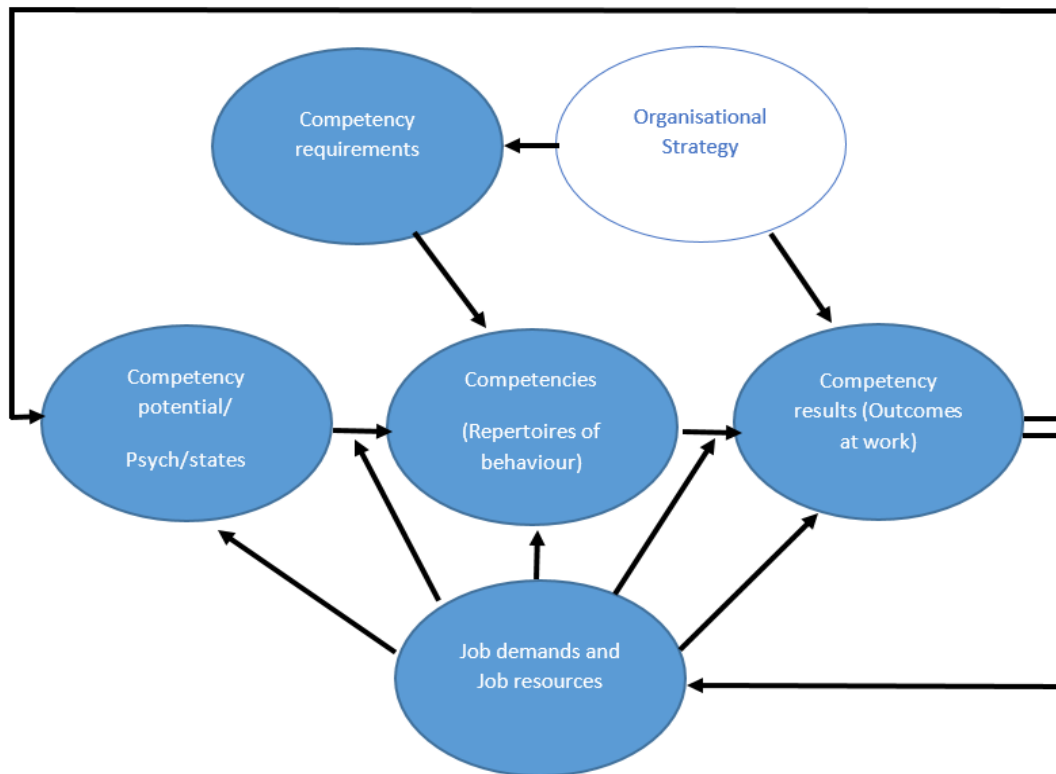 Competency
requirements
Organisational
Strategy
Competency
potential/
Psych/states
Competencies
(Repertoires of
behaviour)
Competency
results (Outcomes
at work)
Job demands and
Job resources